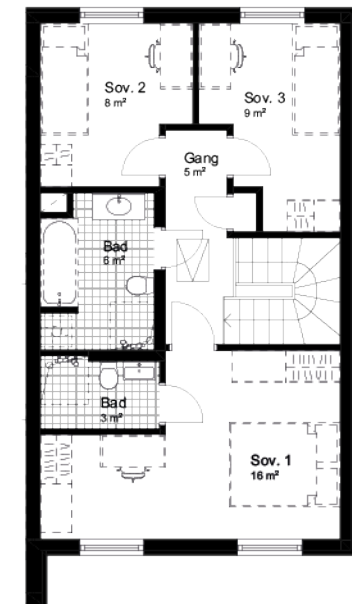 Sov. 2
8 m²
Sov. 3
9 m²
Gang
5 m²
Bad
6 m²
Bad
3 m²
Sov. 1
16 m²